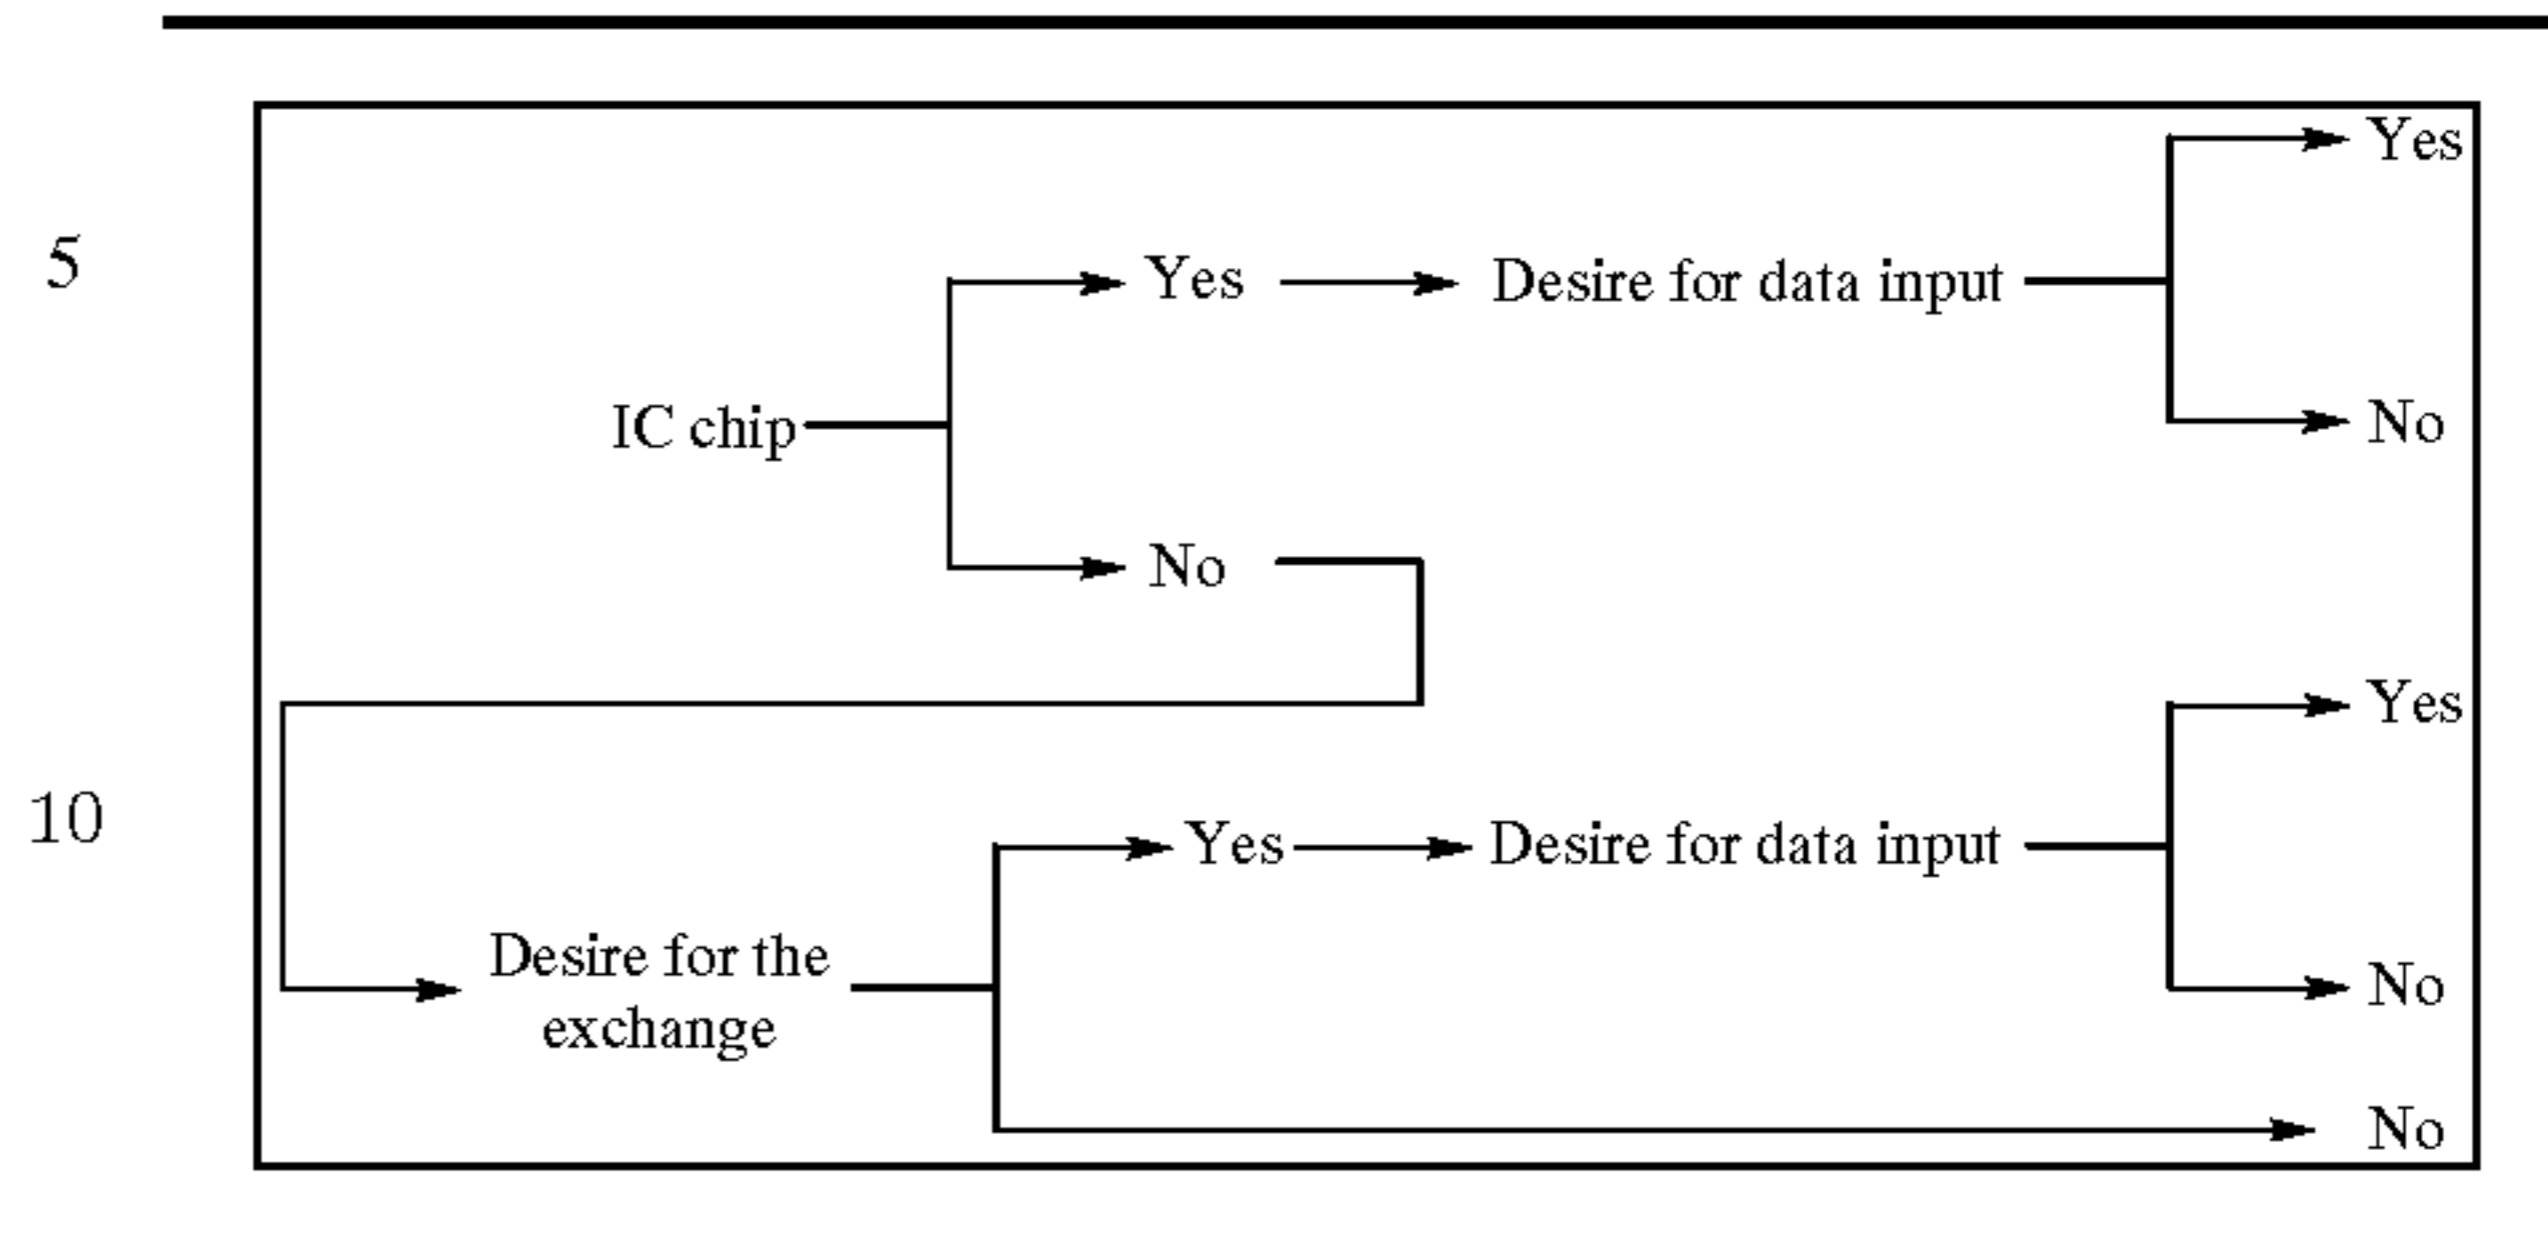 Yes
5
Yes
Desire for data input
No
IC chip
No
Yes
10
Yes
Desire for data input
Desire for the
exchange
No
No